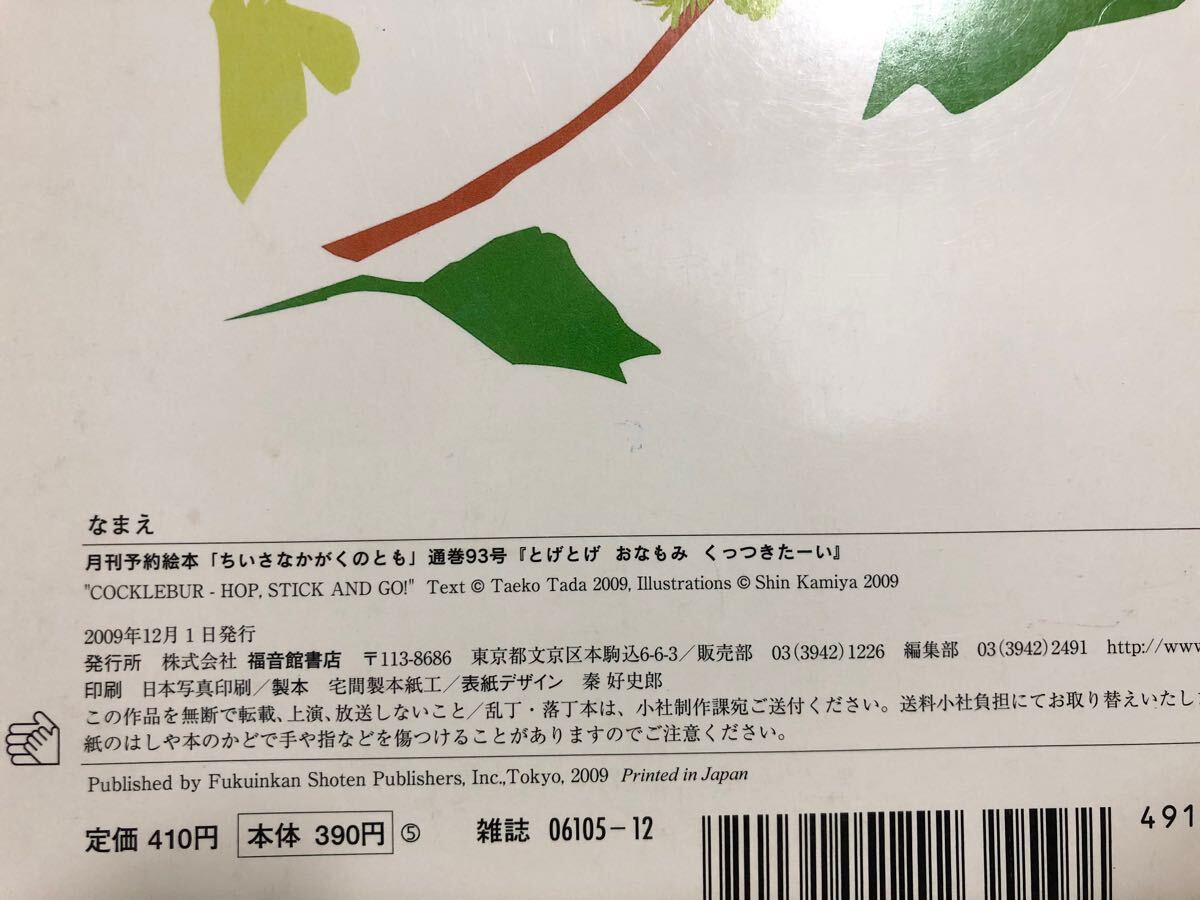 なまえ
月刊予約絵本「ちいさなかがくのとも」通巻93号『とげとげ おなもみ くっつきたーい』
"COCKLEBUR - HOP, STICK AND GO!" Text © Taeko Tada 2009, Illustrations © Shin Kamiya 2009
2009年12月1日発行
発行所 株式会社 福音館書店 〒113-8686 東京都文京区本駒込6-6-3／販売部 03(3942)1226 編集部 03(3942)2491 http://www
印刷 日本写真印刷／製本 宅間製本紙工／表紙デザイン 秦 好史郎
この作品を無断で転載、上演、放送しないこと／乱丁・落丁本は、小社制作課宛ご送付ください。送料小社負担にてお取り替えいたしま
紙のはしや本のかどで手や指などを傷つけることがありますのでご注意ください。
Published by Fukuinkan Shoten Publishers, Inc.,Tokyo, 2009 Printed in Japan
定価 410円 本体 390円 ⑤ 雑誌 06105-12 491